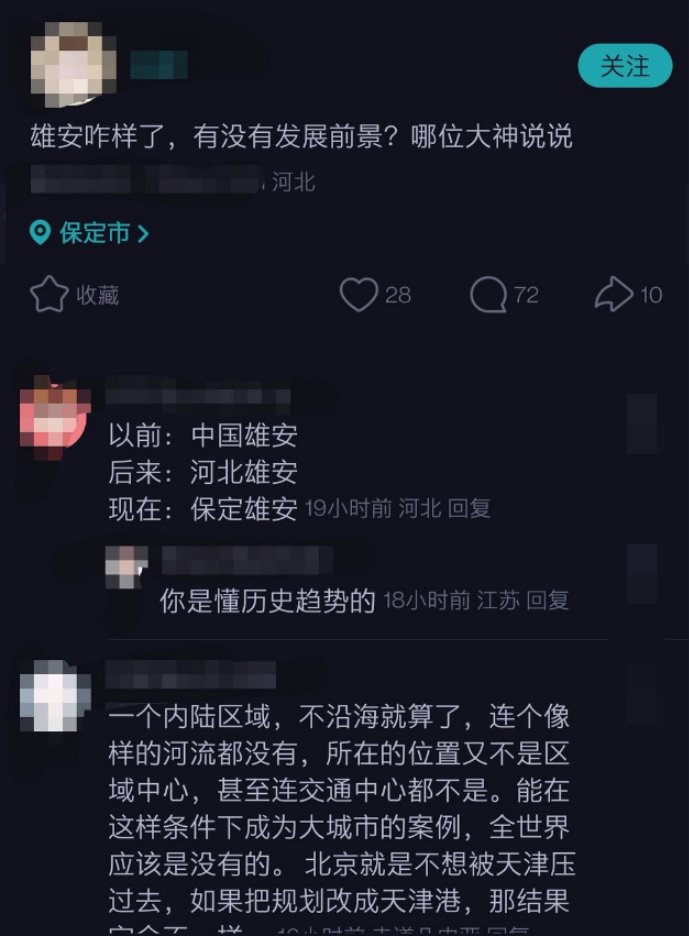 关注
雄安咋样了，有没有发展前景？哪位大神说说
河北
保定市
收藏
28
72
10
以前：中国雄安
后来：河北雄安
现在：保定雄安 19小时前 河北 回复
你是懂历史趋势的 18小时前 江苏 回复
一个内陆区域，不沿海就算了，连个像
样的河流都没有，所在的位置又不是区
域中心，甚至连交通中心都不是。能在
这样条件下成为大城市的案例，全世界
应该是没有的。 北京就是不想被天津压
过去，如果把规划改成天津港，那结果